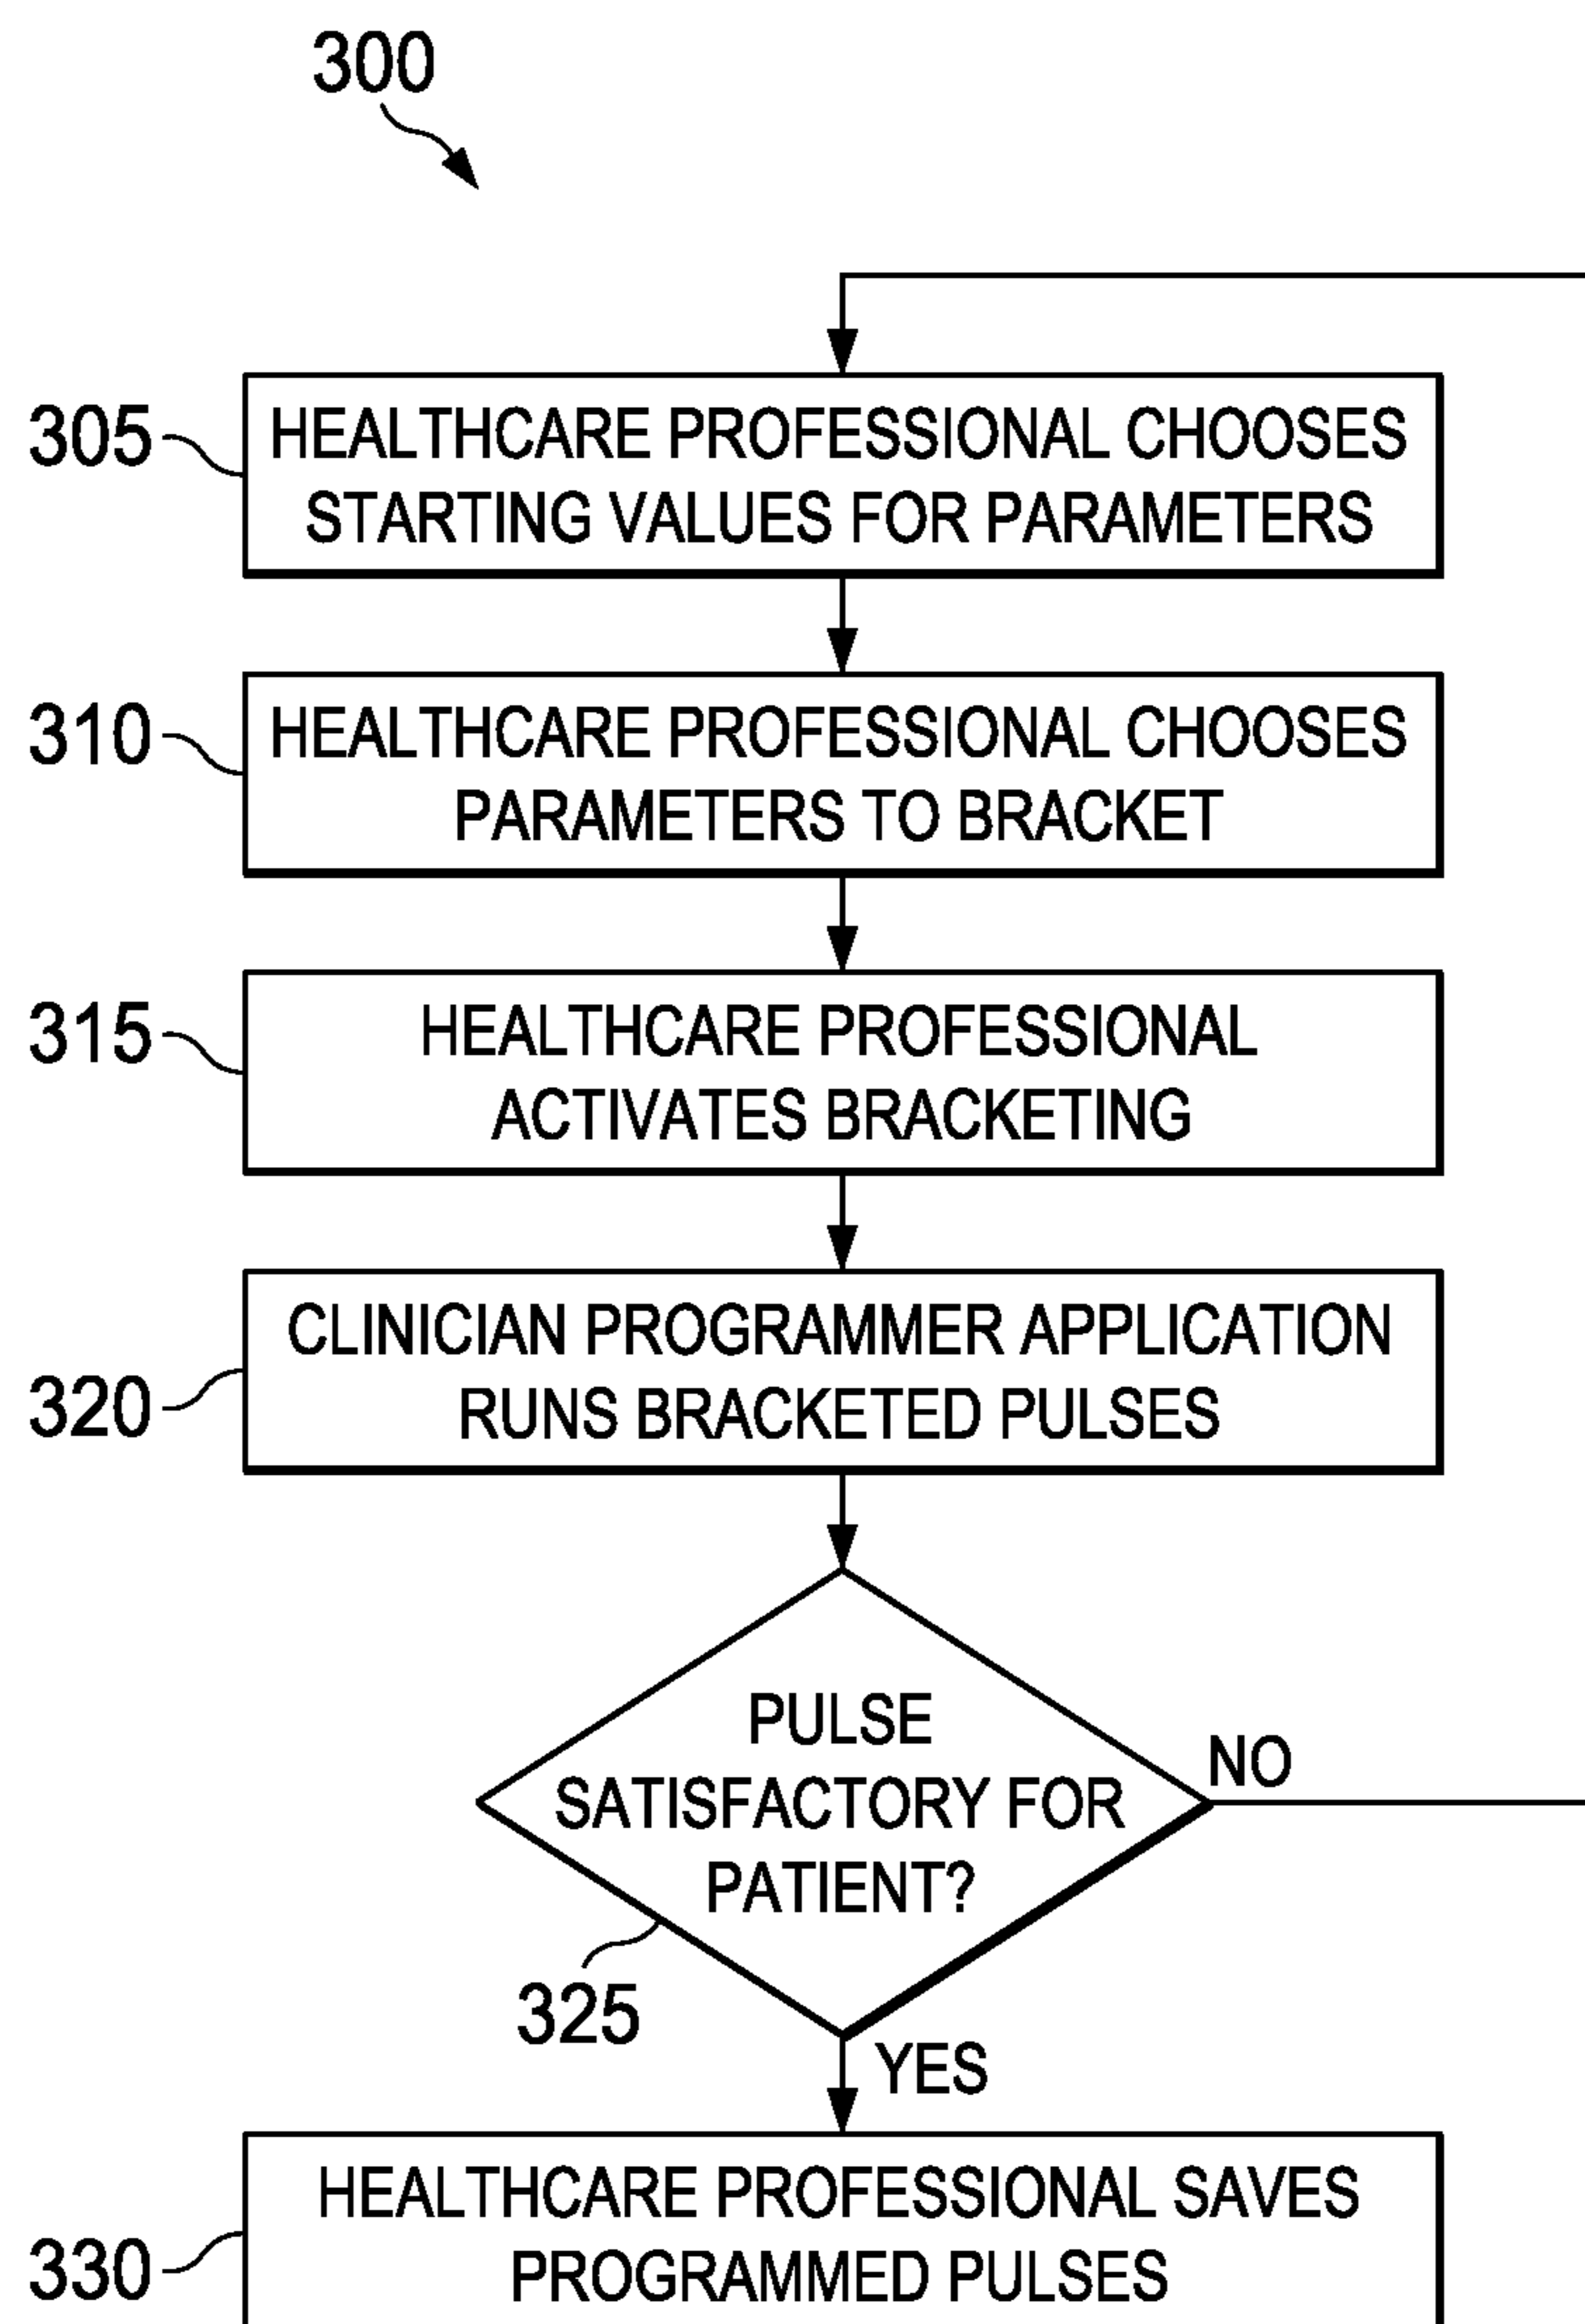 300
305
HEALTHCARE PROFESSIONAL CHOOSES
STARTING VALUES FOR PARAMETERS
310
HEALTHCARE PROFESSIONAL CHOOSES
PARAMETERS TO BRACKET
315
HEALTHCARE PROFESSIONAL
ACTIVATES BRACKETING
320
CLINICIAN PROGRAMMER APPLICATION
RUNS BRACKETED PULSES
PULSE
SATISFACTORY FOR
PATIENT?
NO
325
YES
330
HEALTHCARE PROFESSIONAL SAVES
PROGRAMMED PULSES